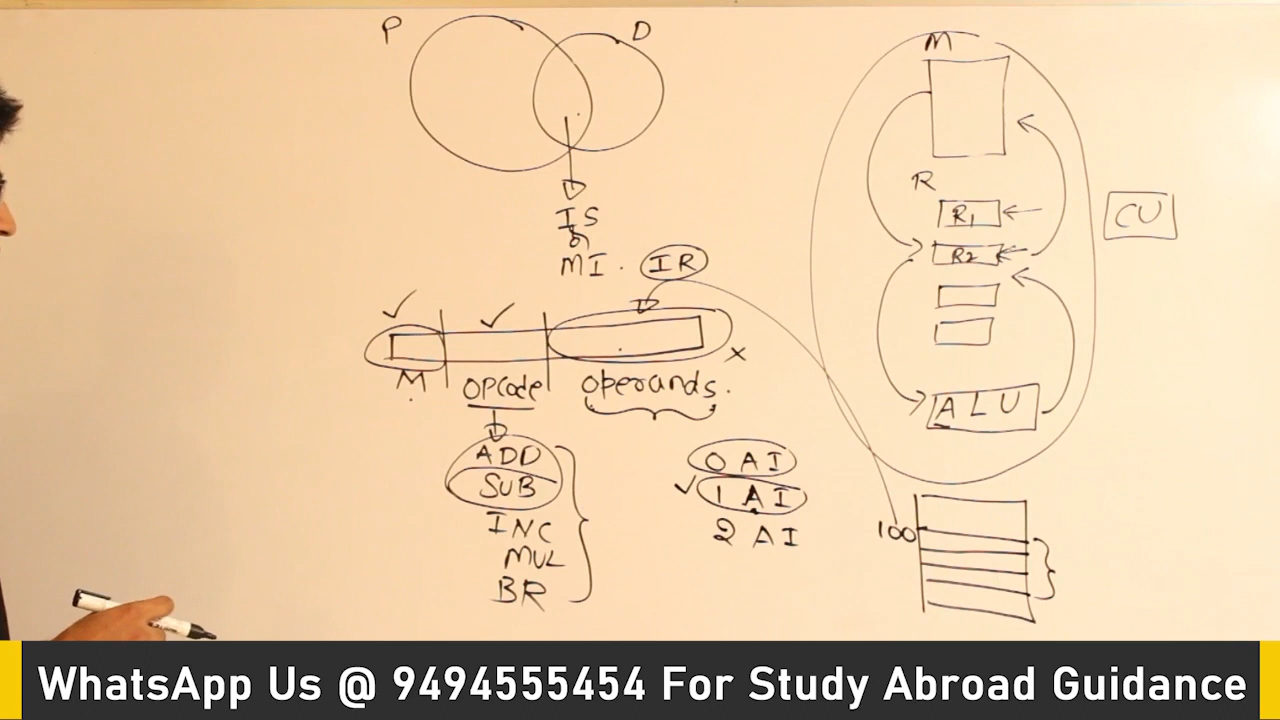 P
D
IS
or
MI. IR
M
opcode
operands.
ADD
SUB
INC
MUL
BR
0 AI
1 AI
2 AI
M
R
R1
R2
ALU
CU
100
x
WhatsApp Us @ 9494555454 For Study Abroad Guidance